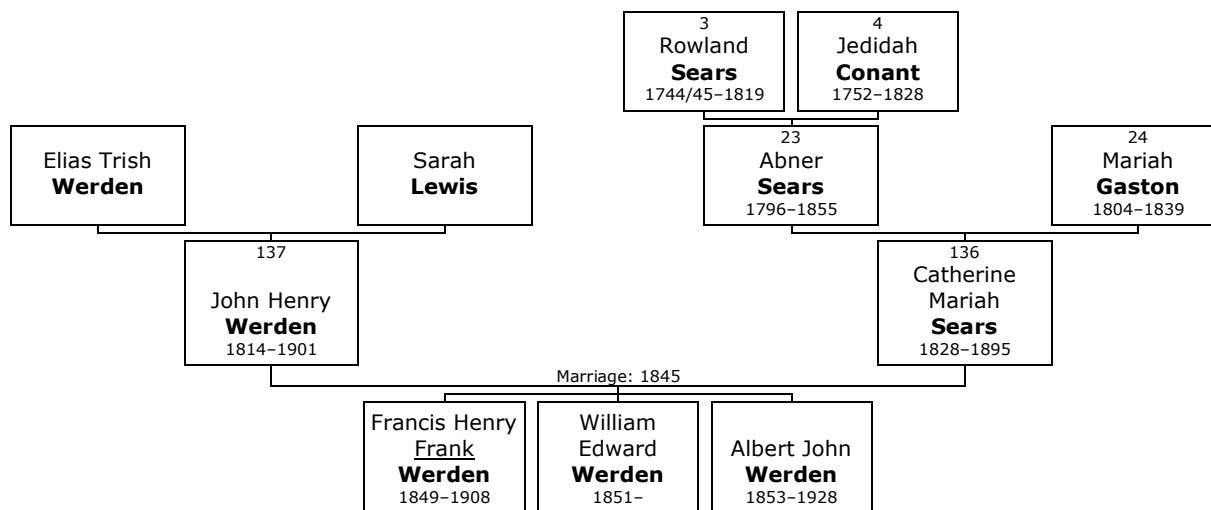 3
Rowland
Sears
1744/45–1819
4
Jedidah
Conant
1752–1828
Elias Trish
Werden
Sarah
Lewis
23
Abner
Sears
1796–1855
24
Mariah
Gaston
1804–1839
137
John Henry
Werden
1814–1901
136
Catherine
Mariah
Sears
1828–1895
Marriage: 1845
Francis Henry
Frank
Werden
1849–1908
William
Edward
Werden
1851–
Albert John
Werden
1853–1928